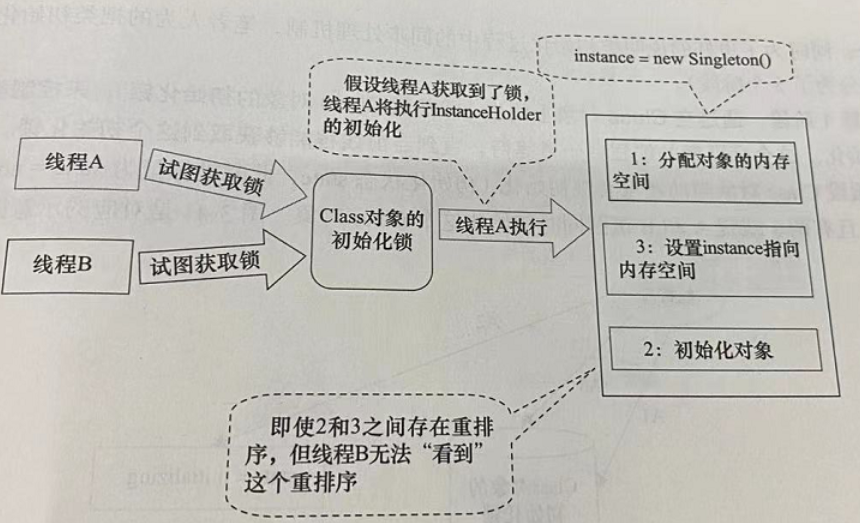 instance = new Singleton()
假设线程A获取到了锁,
线程A将执行InstanceHolder
的初始化
线程A
试图获取锁
线程B
试图获取锁
Class对象的
初始化锁
线程A执行
1：分配对象的内存
空间
3：设置instance指向
内存空间
2：初始化对象
即使2和3之间存在重排
序，但线程B无法“看到”
这个重排序